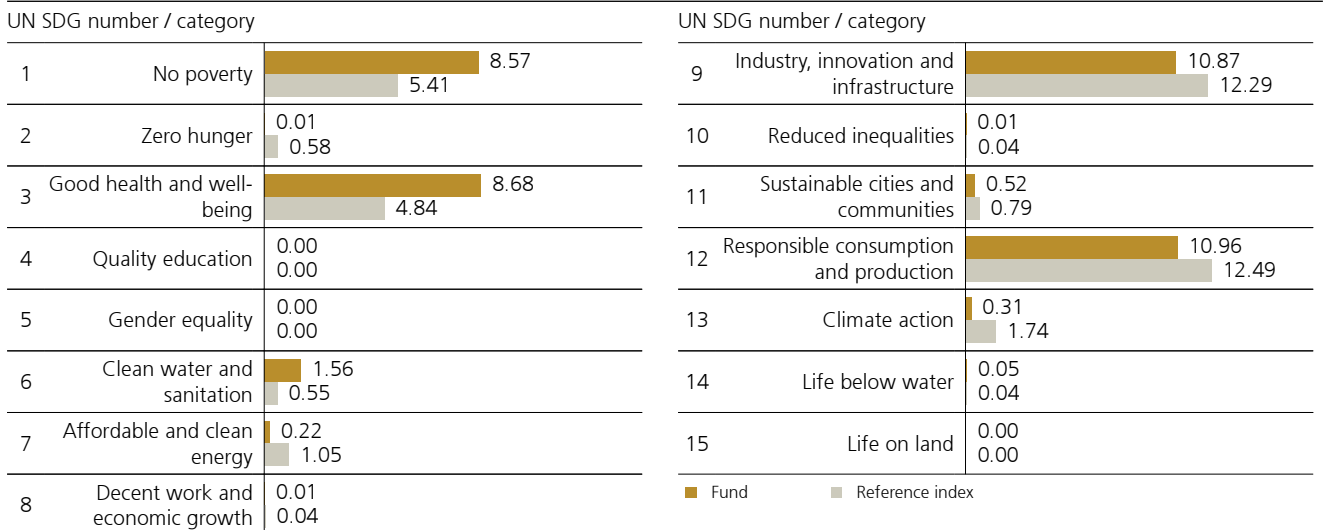 UN SDG number / category
1
No poverty
8.57
5.41
2
Zero hunger
0.01
0.58
3
Good health and well-
being
8.68
4.84
4
Quality education
0.00
0.00
5
Gender equality
0.00
0.00
6
Clean water and
sanitation
1.56
0.55
7
Affordable and clean
energy
0.22
1.05
8
Decent work and
economic growth
0.01
0.04
UN SDG number / category
9
Industry, innovation and
infrastructure
10.87
12.29
10
Reduced inequalities
0.01
0.04
11
Sustainable cities and
communities
0.52
0.79
12
Responsible consumption
and production
10.96
12.49
13
Climate action
0.31
1.74
14
Life below water
0.05
0.04
15
Life on land
0.00
0.00
Fund
Reference index